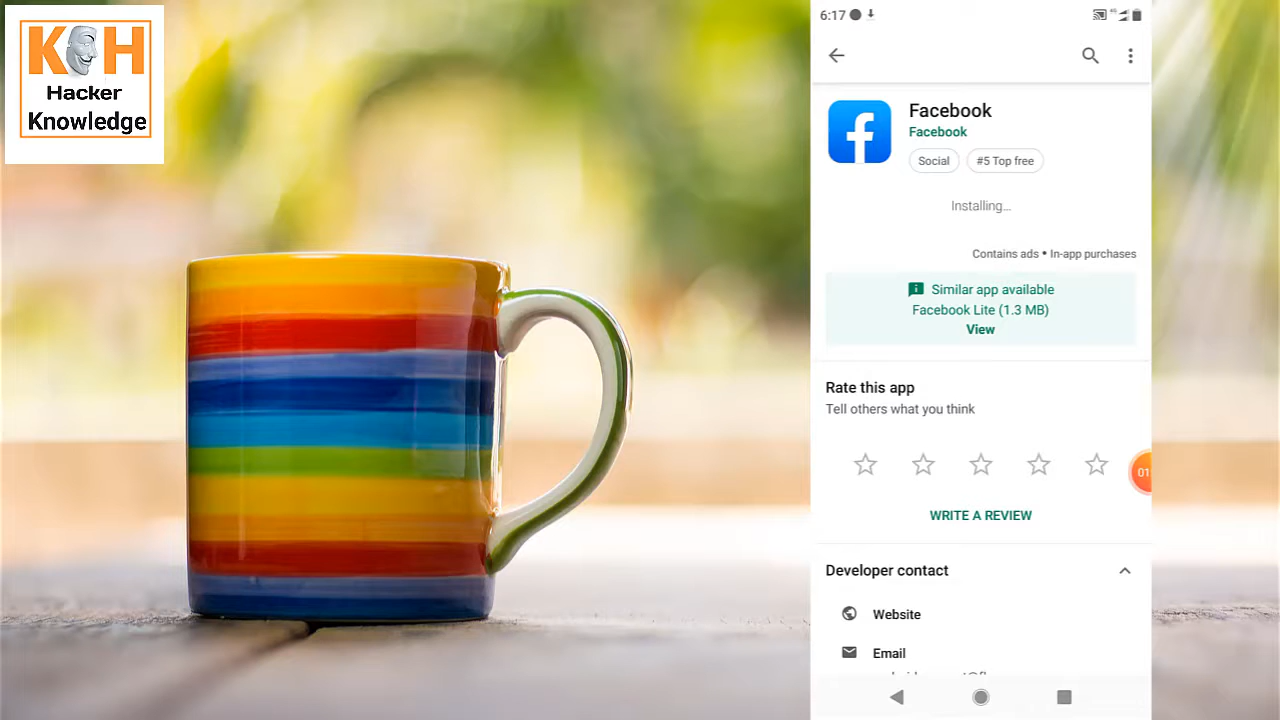 K H
Hacker
Knowledge
6:17
Facebook
Facebook
Social
#5 Top free
Installing...
Contains ads • In-app purchases
Similar app available
Facebook Lite (1.3 MB)
View
Rate this app
Tell others what you think
01
WRITE A REVIEW
Developer contact
Website
Email